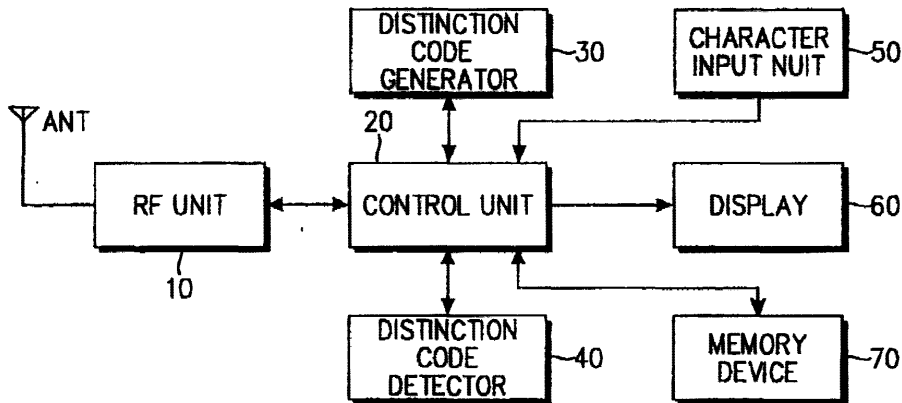 DISTINCTION
CODE
GENERATOR
30
CHARACTER
INPUT NUIT
50
ANT
20
RF UNIT
10
CONTROL UNIT
DISPLAY
60
DISTINCTION
CODE
DETECTOR
40
MEMORY
DEVICE
70